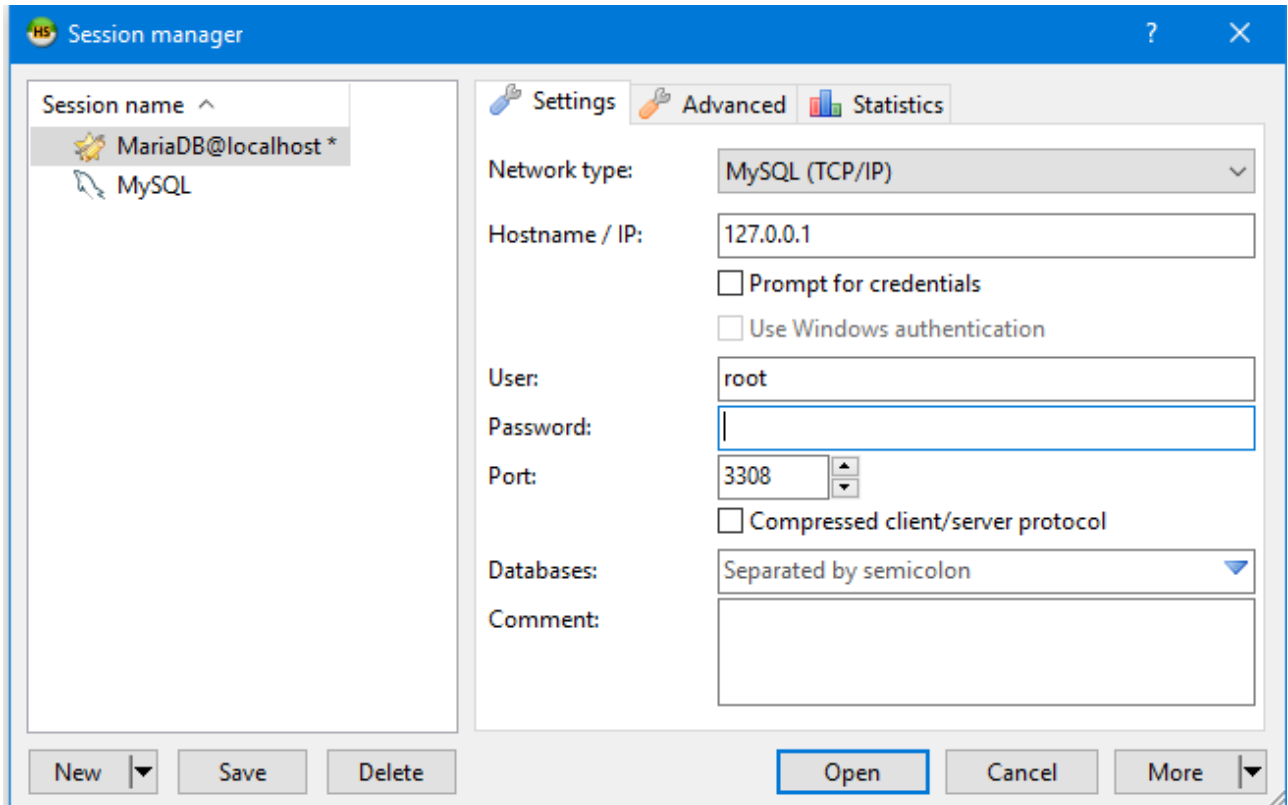 HS Session manager ? ×
Session name
MariaDB@localhost *
MySQL
Settings Advanced Statistics
Network type: MySQL (TCP/IP)
Hostname / IP: 127.0.0.1
Prompt for credentials
Use Windows authentication
User: root
Password:
Port: 3308
Compressed client/server protocol
Databases: Separated by semicolon
Comment:
New Save Delete Open Cancel More